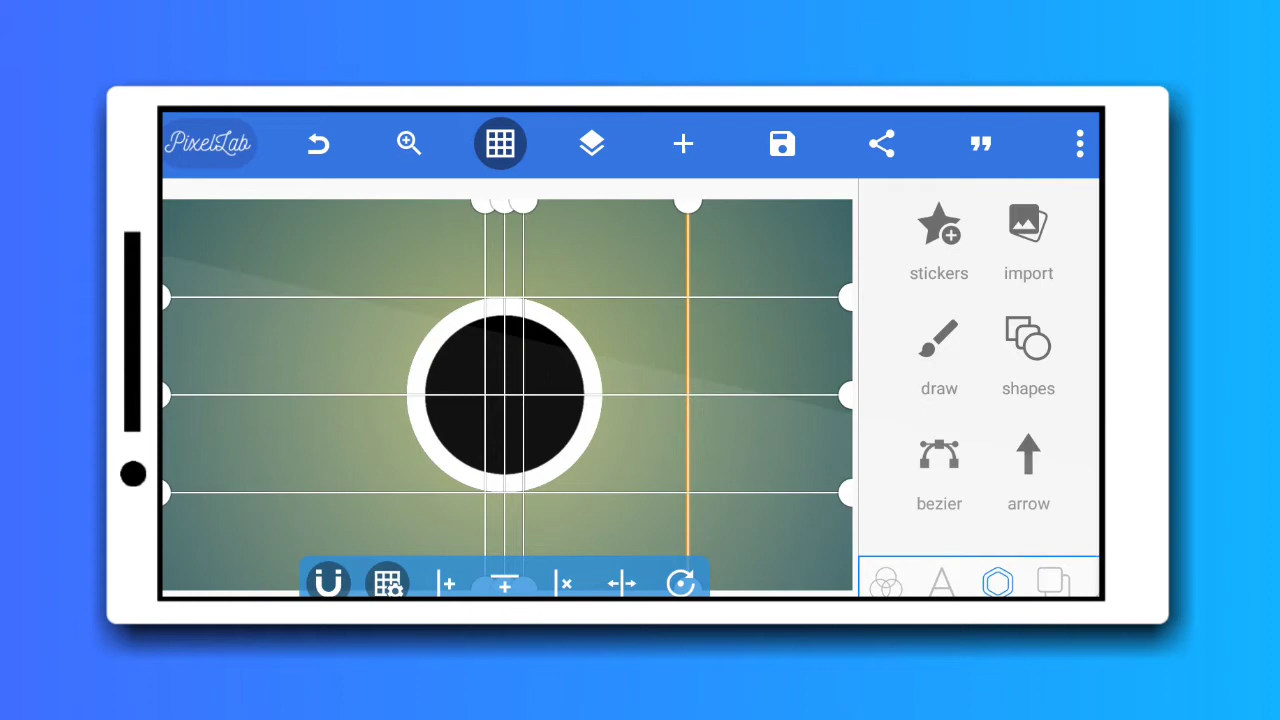 PixelLab
stickers
import
draw
shapes
bezier
arrow